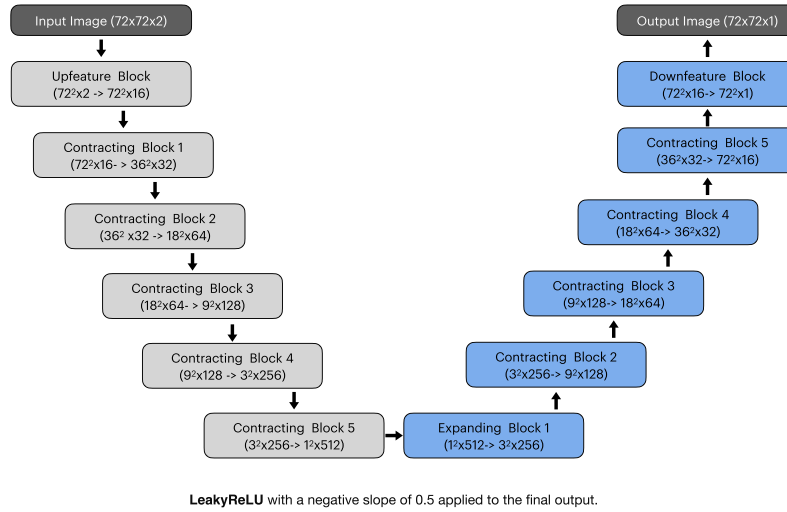 Input Image (72x72x2)
Upfeature Block
(72²x2 -> 72²x16)
Contracting Block 1
(72²x16- > 36²x32)
Contracting Block 2
(36² x32 -> 18²x64)
Contracting Block 3
(18²x64- > 9²x128)
Contracting Block 4
(9²x128 -> 3²x256)
Contracting Block 5
(3²x256-> 1²x512)
Expanding Block 1
(1²x512-> 3²x256)
Contracting Block 2
(3²x256-> 9²x128)
Contracting Block 3
(9²x128-> 18²x64)
Contracting Block 4
(18²x64-> 36²x32)
Contracting Block 5
(36²x32-> 72²x16)
Downfeature Block
(72²x16-> 72²x1)
Output Image (72x72x1)
LeakyReLU with a negative slope of 0.5 applied to the final output.